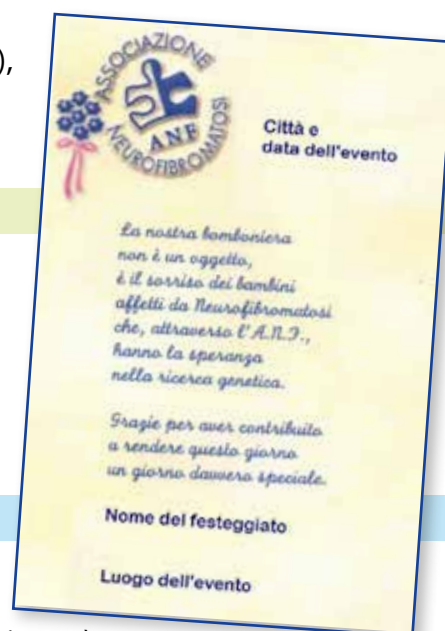 ),
ASSOCIAZIONE
ANF
NEUROFIBROMATOSI
Città e
data dell'evento
La nostra bomboniera
non è un oggetto,
è il sorriso dei bambini
affetti da Neurofibromatosi
che, attraverso l'A.N.F.,
hanno la speranza
nella ricerca genetica.
Grazie per aver contribuito
a rendere questo giorno
un giorno davvero speciale.
Nome del festeggiato
Luogo dell'evento